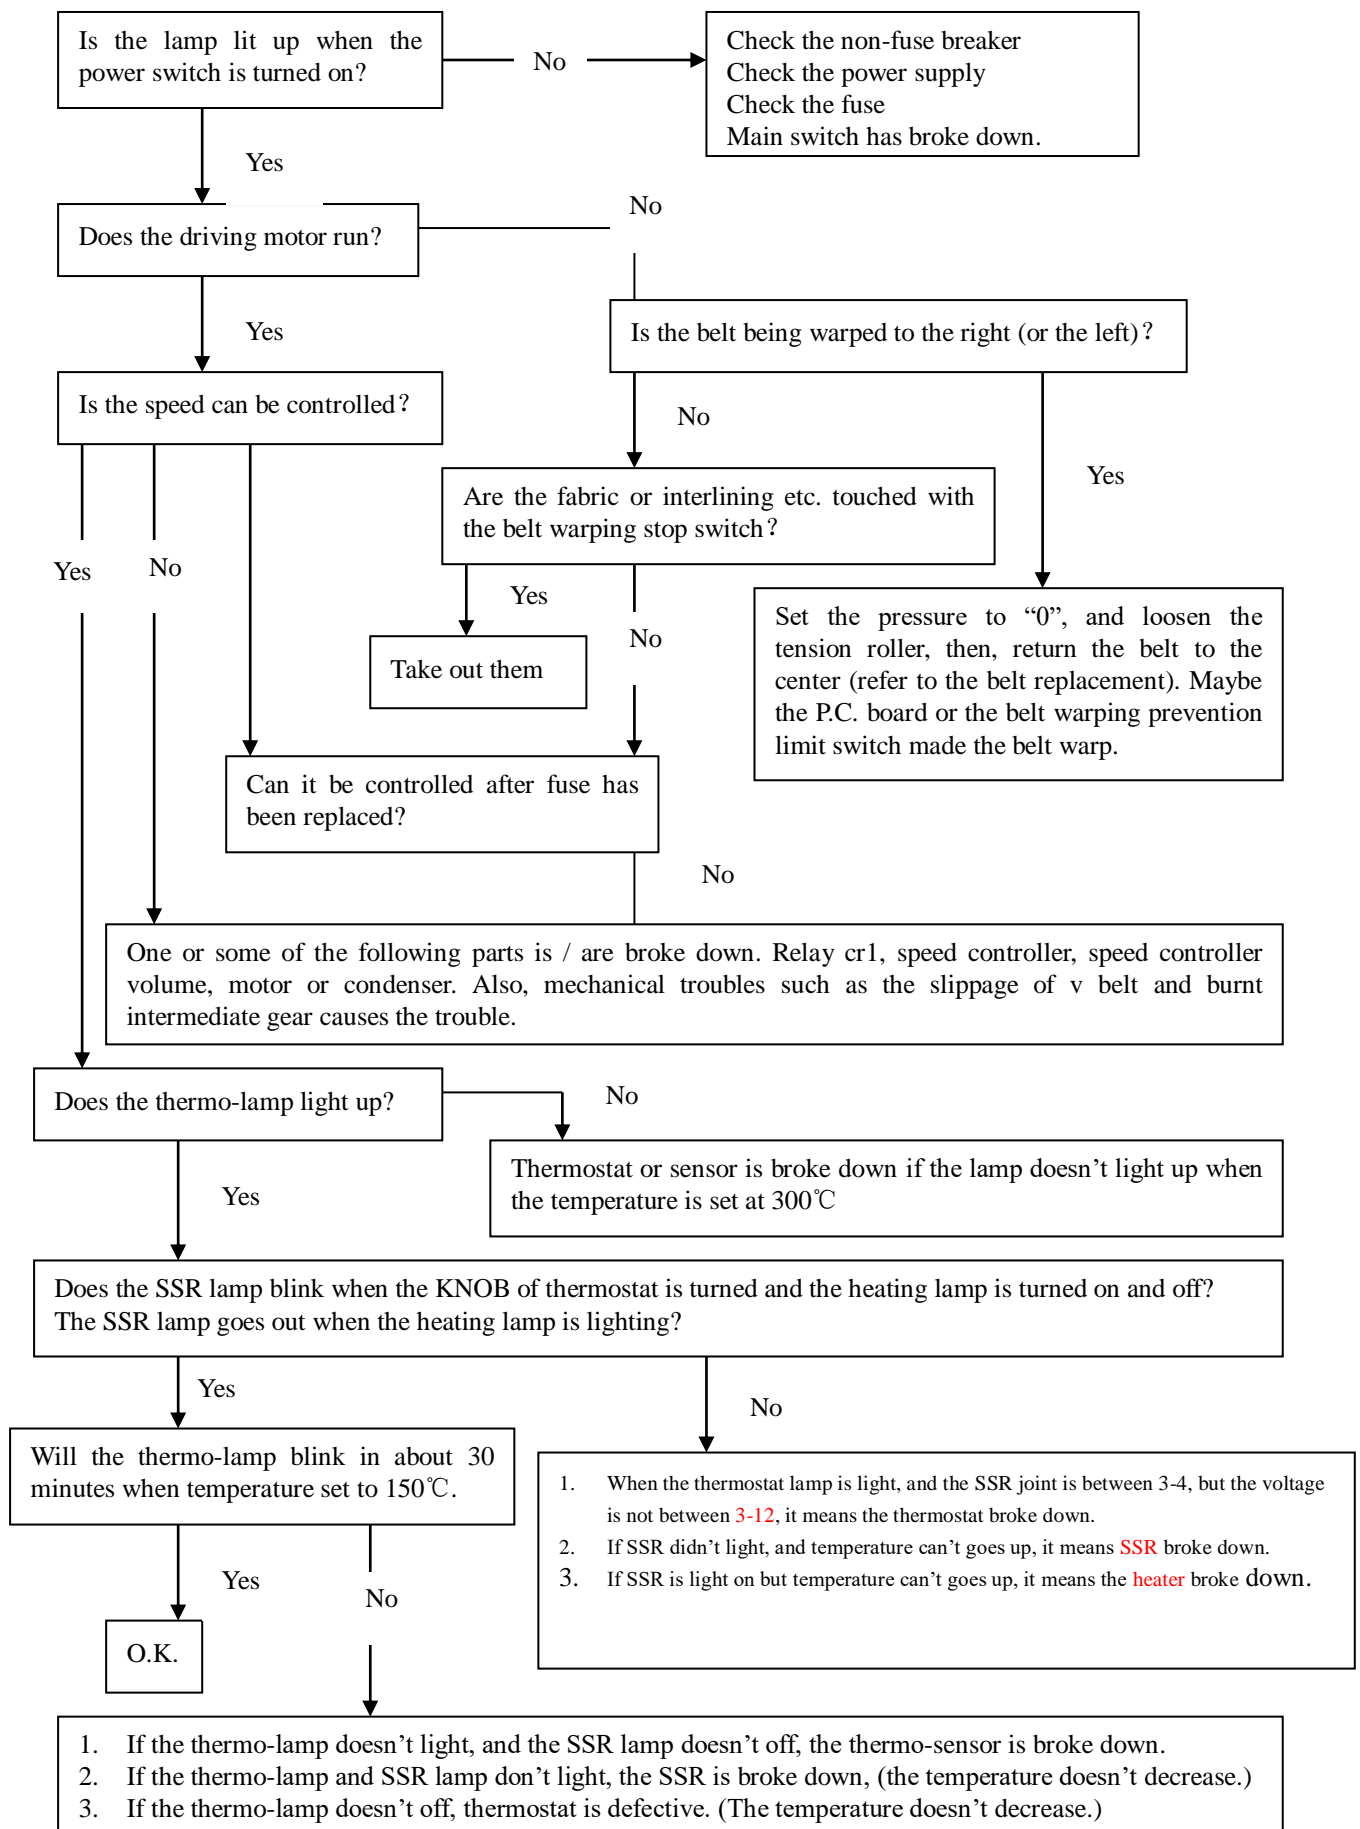 Is the lamp lit up when the
power switch is turned on?
No
Check the non-fuse breaker
Check the power supply
Check the fuse
Main switch has broke down.
Yes
Does the driving motor run?
No
Yes
Is the belt being warped to the right (or the left)?
Is the speed can be controlled?
No
Yes
Are the fabric or interlining etc. touched with
the belt warping stop switch?
Yes
No
Yes
No
Set the pressure to “0”, and loosen the
tension roller, then, return the belt to the
center (refer to the belt replacement). Maybe
the P.C. board or the belt warping prevention
limit switch made the belt warp.
Take out them
Can it be controlled after fuse has
been replaced?
No
One or some of the following parts is / are broke down. Relay cr1, speed controller, speed controller
volume, motor or condenser. Also, mechanical troubles such as the slippage of v belt and burnt
intermediate gear causes the trouble.
Does the thermo-lamp light up?
No
Thermostat or sensor is broke down if the lamp doesn’t light up when
the temperature is set at 300℃
Yes
Does the SSR lamp blink when the KNOB of thermostat is turned and the heating lamp is turned on and off?
The SSR lamp goes out when the heating lamp is lighting?
Yes
No
Will the thermo-lamp blink in about 30
minutes when temperature set to 150℃.
1. When the thermostat lamp is light, and the SSR joint is between 3-4, but the voltage
is not between 3-12, it means the thermostat broke down.
2. If SSR didn’t light, and temperature can’t goes up, it means SSR broke down.
3. If SSR is light on but temperature can’t goes up, it means the heater broke down.
Yes
No
O.K.
1. If the thermo-lamp doesn’t light, and the SSR lamp doesn’t off, the thermo-sensor is broke down.
2. If the thermo-lamp and SSR lamp don’t light, the SSR is broke down, (the temperature doesn’t decrease.)
3. If the thermo-lamp doesn’t off, thermostat is defective. (The temperature doesn’t decrease.)